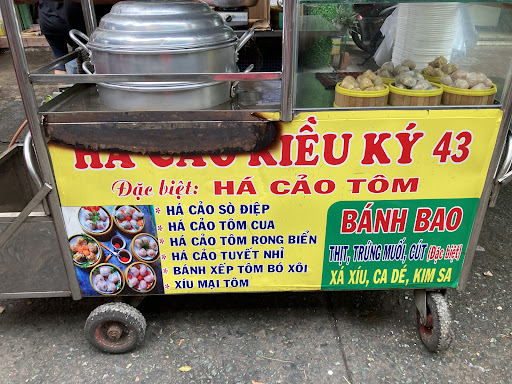 HÁ CẢO KIỀU KÝ 43
Đặc biệt: HÁ CẢO TÔM
* HÁ CẢO SÒ ĐIỆP
* HÁ CẢO TÔM CUA
* HÁ CẢO TÔM RONG BIỂN
* HÁ CẢO TUYẾT NHỈ
* BÁNH XẾP TÔM BÓ XÔI
* XÍU MẠI TÔM
BÁNH BAO
THỊT, TRỨNG MUỐI, CÚT (Đặc biệt)
XÁ XÍU, CA DÉ, KIM SA